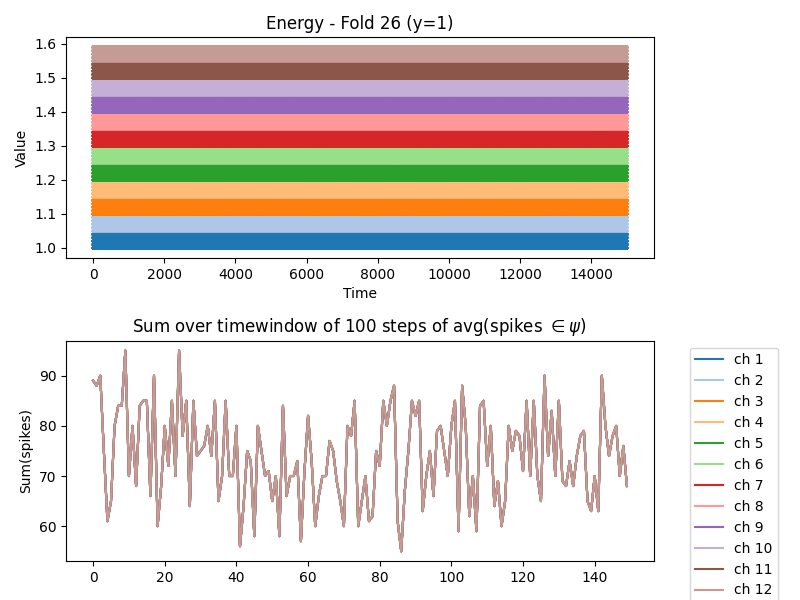 Energy - Fold 26 (y=1)
Value
1.6
1.5
1.4
1.3
1.2
1.1
1.0
0 2000 4000 6000 8000 10000 12000 14000
Time
Sum over timewindow of 100 steps of avg(spikes ∈ ψ)
Sum(spikes)
90
80
70
60
0 20 40 60 80 100 120 140
ch 1
ch 2
ch 3
ch 4
ch 5
ch 6
ch 7
ch 8
ch 9
ch 10
ch 11
ch 12